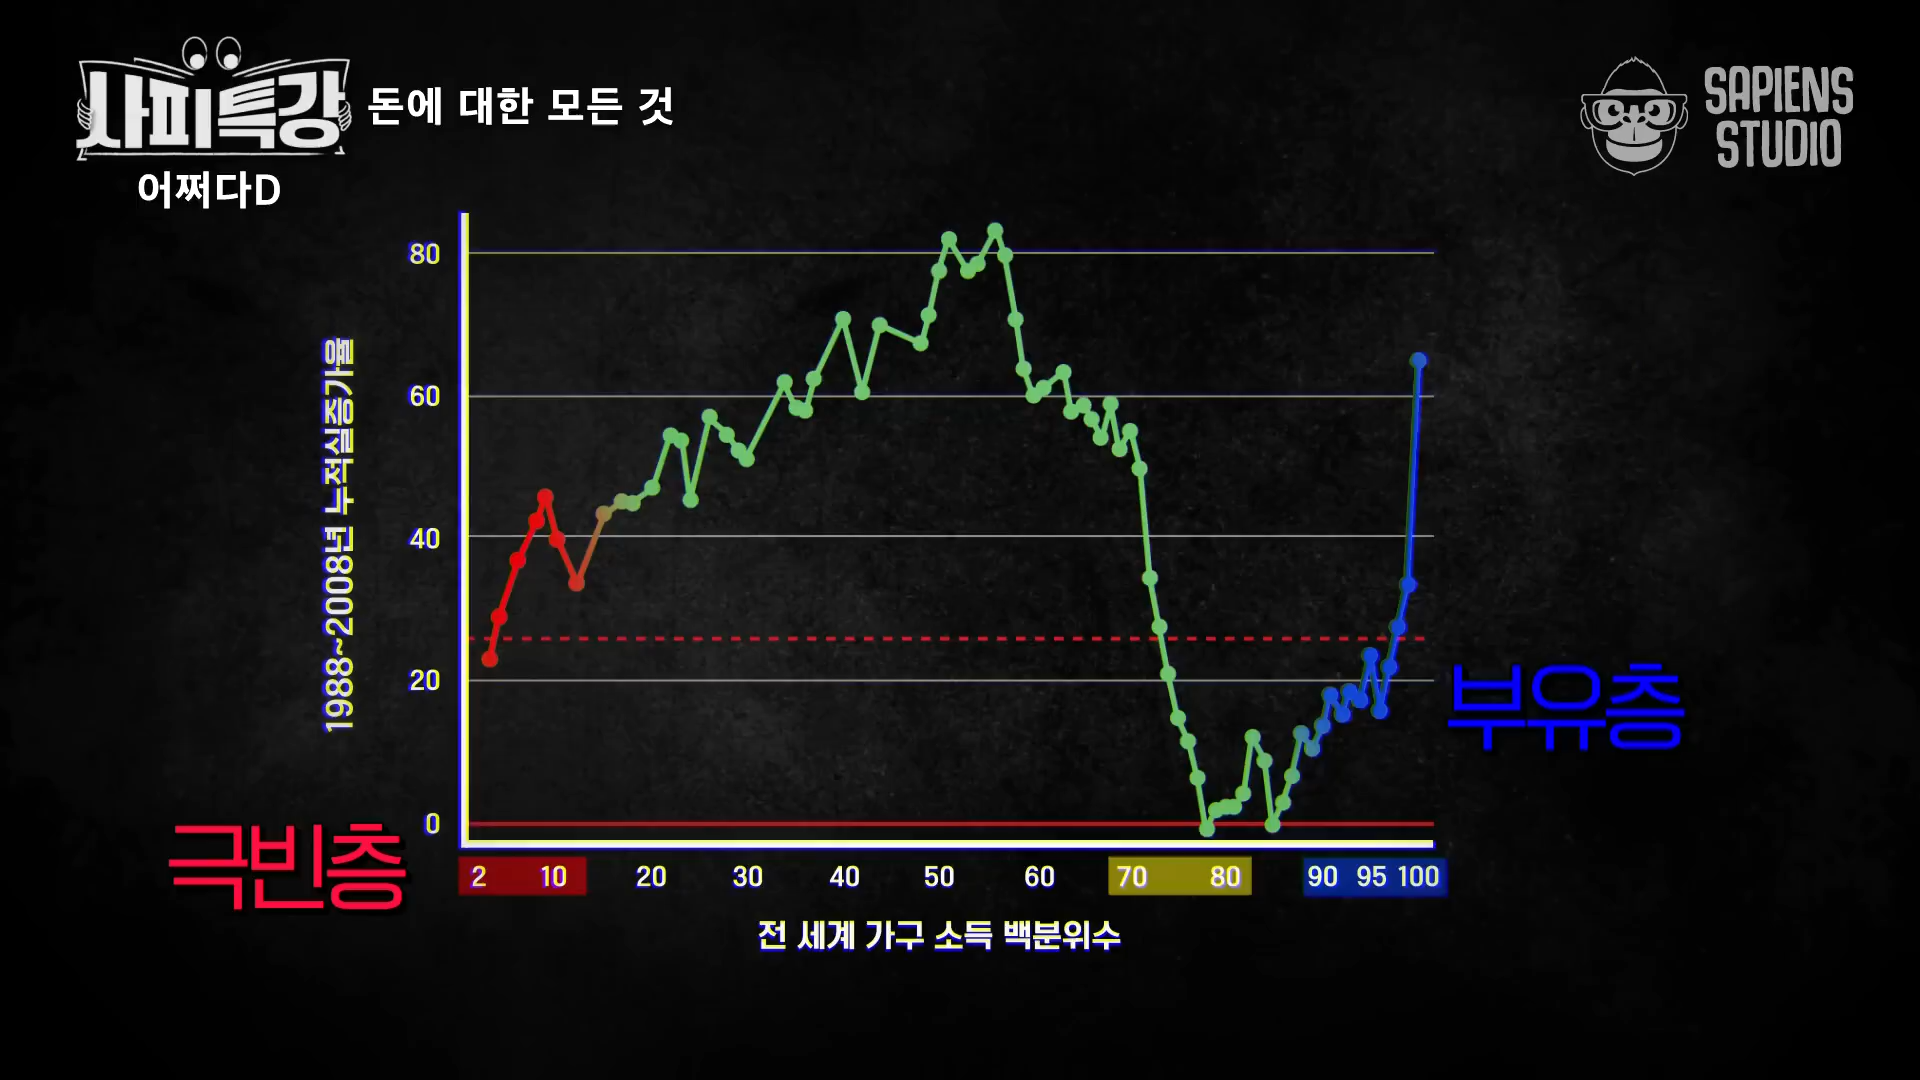 사피특강
돈에 대한 모든 것
어쩌다D
SAPIENS
STUDIO
1988~2008년 누적실증가율
80
60
40
20
0
극빈층
부유층
2 10 20 30 40 50 60 70 80 90 95 100
전 세계 가구 소득 백분위수